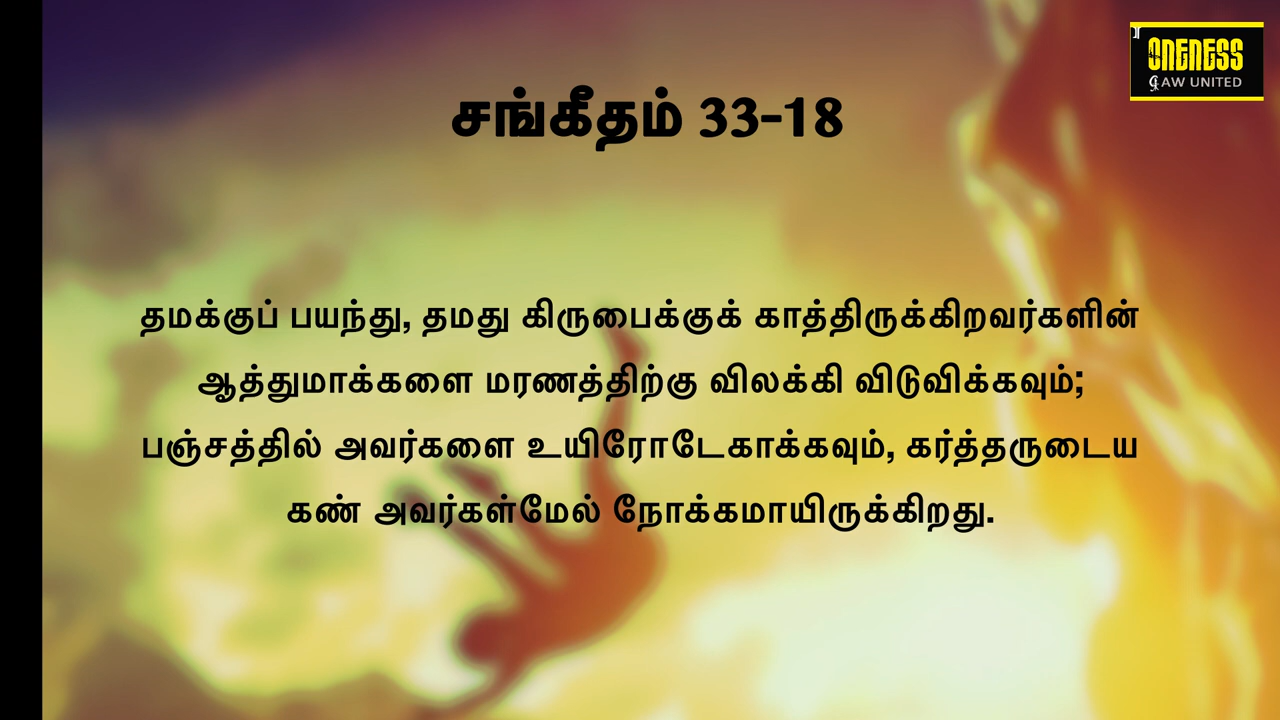 ONENESS
GAW UNITED
சங்கீதம் 33-18
தமக்குப் பயந்து, தமது கிருபைக்குக் காத்திருக்கிறவர்களின்
ஆத்துமாக்களை மரணத்திற்கு விலக்கி விடுவிக்கவும்;
பஞ்சத்தில் அவர்களை உயிரோடேகாக்கவும், கர்த்தருடைய
கண் அவர்கள்மேல் நோக்கமாயிருக்கிறது.